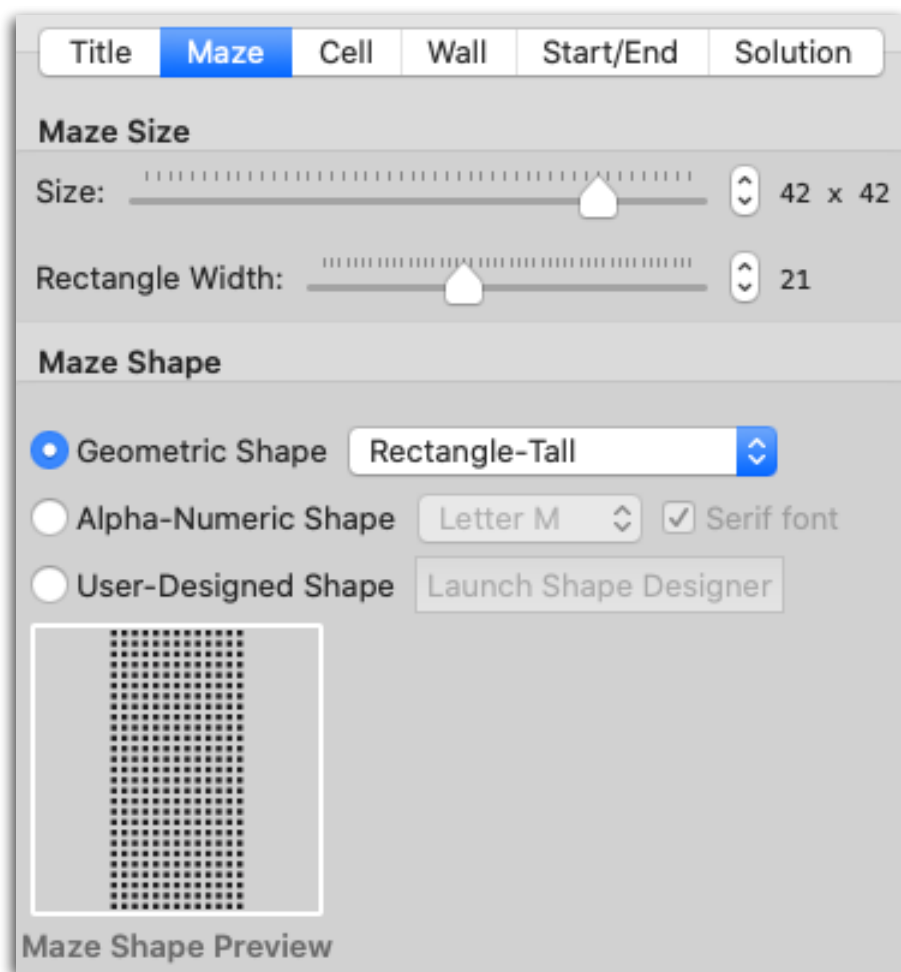 Title Maze Cell Wall Start/End Solution
Maze Size
Size: 42 x 42
Rectangle Width: 21
Maze Shape
Geometric Shape Rectangle-Tall
Alpha-Numeric Shape Letter M Serif font
User-Designed Shape Launch Shape Designer
Maze Shape Preview